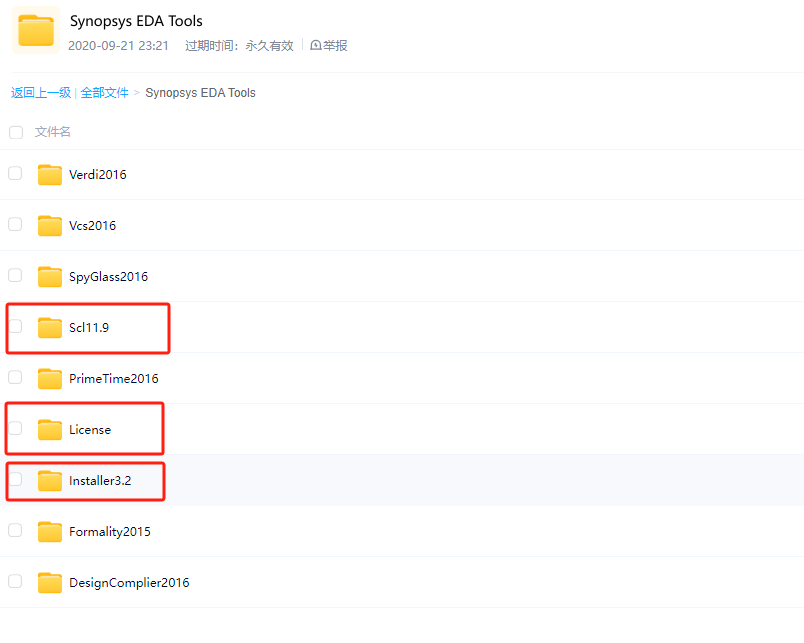 Synopsys EDA Tools
2020-09-21 23:21 过期时间：永久有效 举报
返回上一级 | 全部文件 > Synopsys EDA Tools
文件名
Verdi2016
Vcs2016
SpyGlass2016
Scl11.9
PrimeTime2016
License
Installer3.2
Formality2015
DesignComplier2016